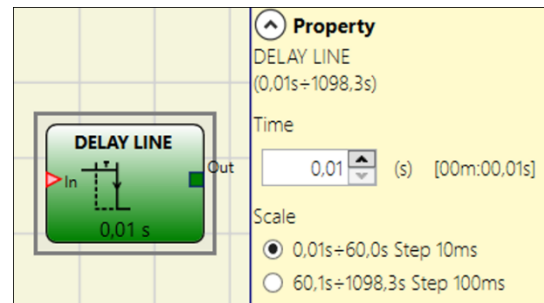 DELAY LINE
In
Out
0,01 s
Property
DELAY LINE
(0,01s÷1098,3s)
Time
0,01 (s) [00m:00,01s]
Scale
0,01s÷60,0s Step 10ms
60,1s÷1098,3s Step 100ms